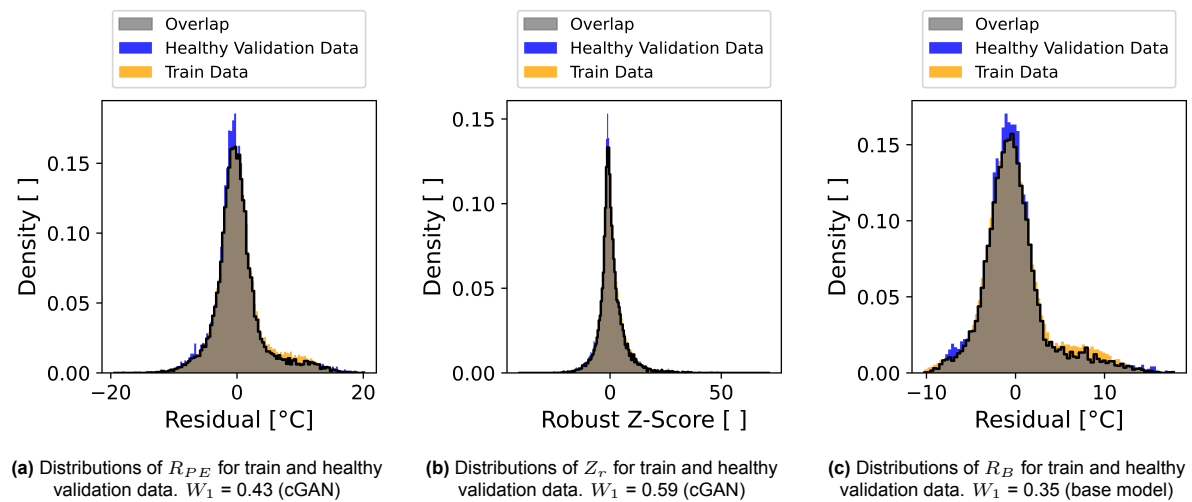 Overlap
Healthy Validation Data
Train Data
Density [ ]
0.15
0.10
0.05
0.00
−20
0
20
Residual [°C]
(a) Distributions of R_PE for train and healthy
validation data. W_1 = 0.43 (cGAN)
Overlap
Healthy Validation Data
Train Data
Density [ ]
0.15
0.10
0.05
0.00
0
50
Robust Z-Score [ ]
(b) Distributions of Z_r for train and healthy
validation data. W_1 = 0.59 (cGAN)
Overlap
Healthy Validation Data
Train Data
Density [ ]
0.15
0.10
0.05
0.00
−10
0
10
Residual [°C]
(c) Distributions of R_B for train and healthy
validation data. W_1 = 0.35 (base model)